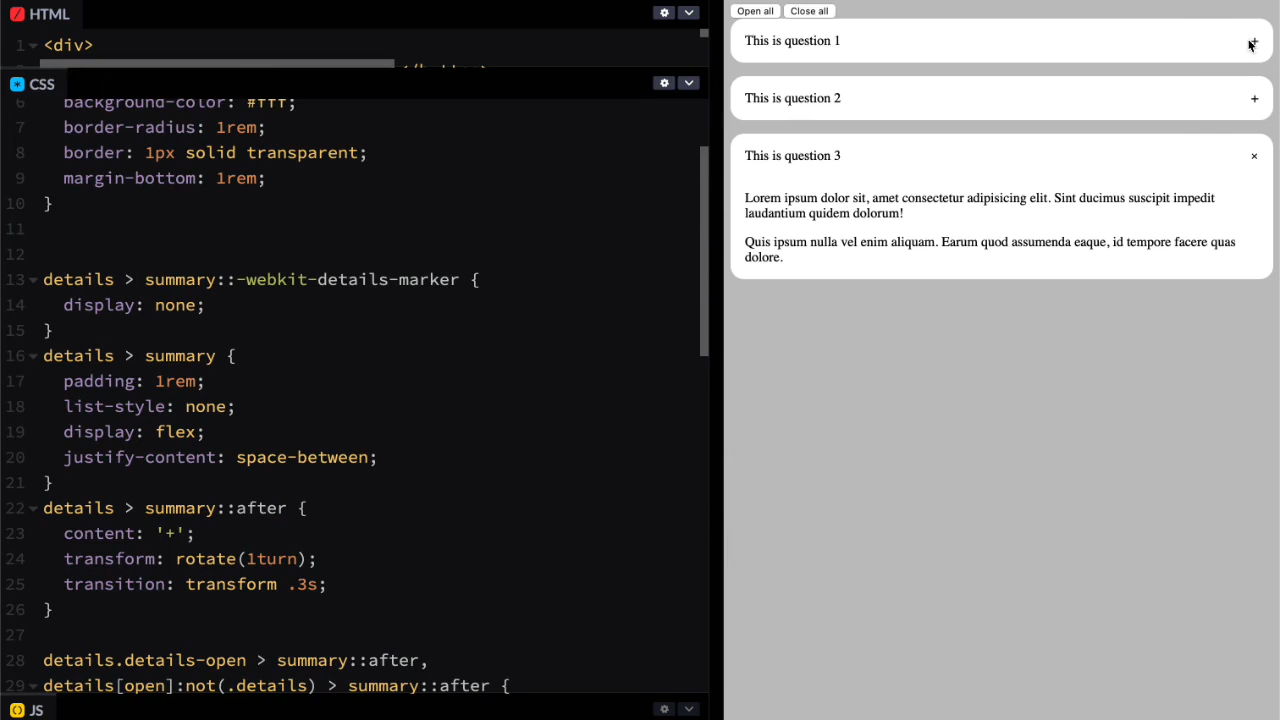 HTML
1 <div>
CSS
6 background-color: #fff;
7 border-radius: 1rem;
8 border: 1px solid transparent;
9 margin-bottom: 1rem;
10 }
11
12
13 details > summary::-webkit-details-marker {
14 display: none;
15 }
16 details > summary {
17 padding: 1rem;
18 list-style: none;
19 display: flex;
20 justify-content: space-between;
21 }
22 details > summary::after {
23 content: '+';
24 transform: rotate(1turn);
25 transition: transform .3s;
26 }
27
28 details.details-open > summary::after,
29 details[open]:not(.details) > summary::after {
JS
Open all Close all
This is question 1 +
This is question 2 +
This is question 3 ×
Lorem ipsum dolor sit, amet consectetur adipisicing elit. Sint ducimus suscipit impedit
laudantium quidem dolorum!
Quis ipsum nulla vel enim aliquam. Earum quod assumenda eaque, id tempore facere quas
dolore.